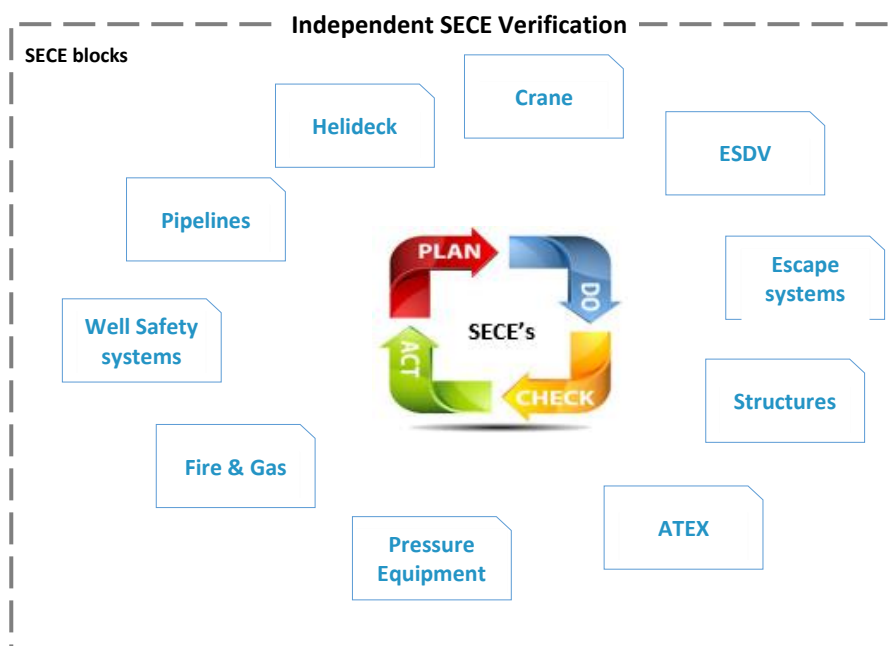 Independent SECE Verification
SECE blocks
Crane
Helideck
ESDV
Pipelines
Escape
systems
Well Safety
systems
PLAN
DO
SECE's
ACT
CHECK
Structures
Fire & Gas
ATEX
Pressure
Equipment